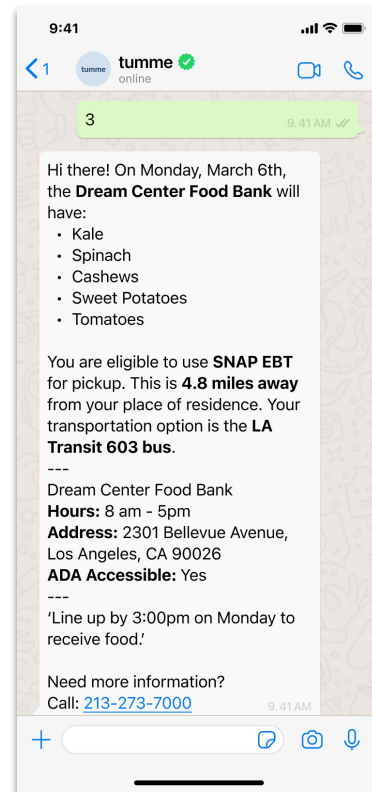 9:41
1
tumme
tumme
online
3
9.41 AM
Hi there! On Monday, March 6th,
the Dream Center Food Bank will
have:
• Kale
• Spinach
• Cashews
• Sweet Potatoes
• Tomatoes
You are eligible to use SNAP EBT
for pickup. This is 4.8 miles away
from your place of residence. Your
transportation option is the LA
Transit 603 bus.
---
Dream Center Food Bank
Hours: 8 am - 5pm
Address: 2301 Bellevue Avenue,
Los Angeles, CA 90026
ADA Accessible: Yes
---
‘Line up by 3:00pm on Monday to
receive food.’
Need more information?
Call: 213-273-7000
9.41 AM